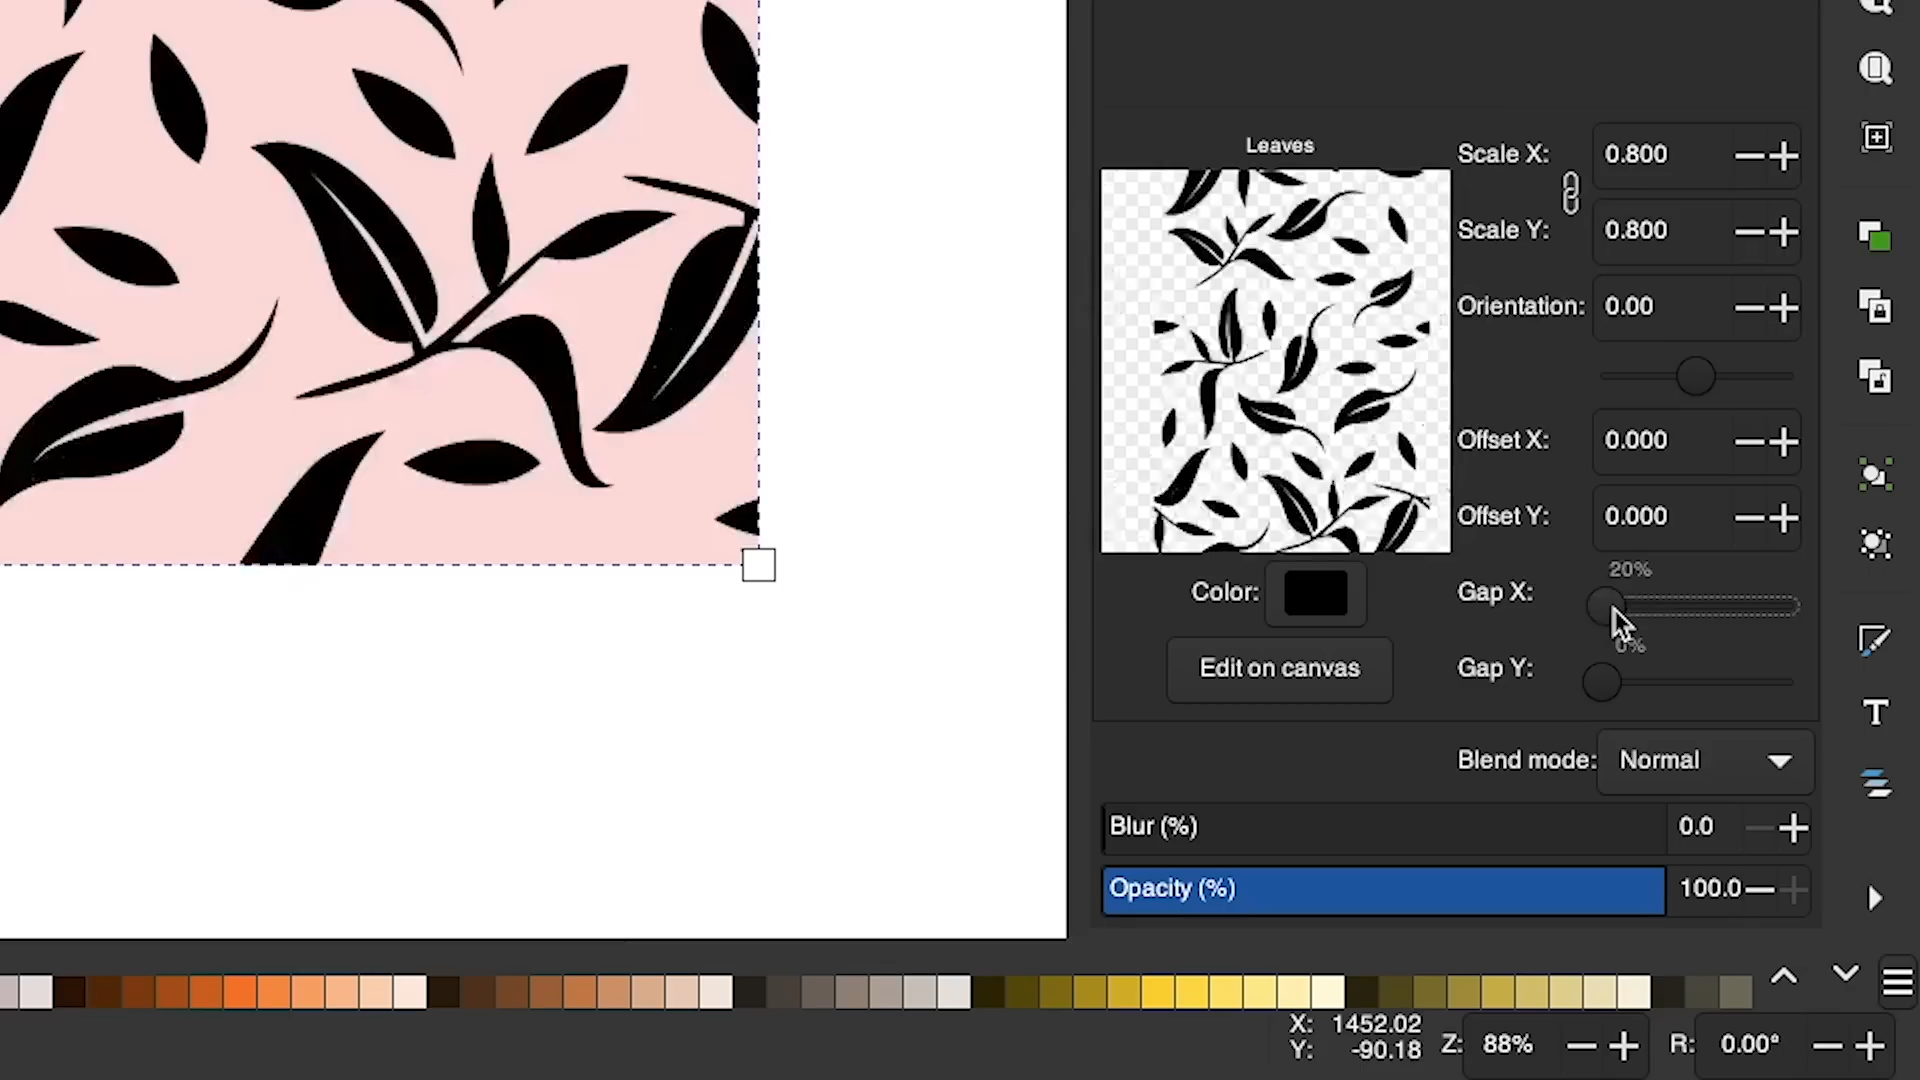 Leaves
Scale X: 0.800
Scale Y: 0.800
Orientation: 0.00
Offset X: 0.000
Offset Y: 0.000
20%
Color:
Gap X:
0%
Edit on canvas
Gap Y:
Blend mode: Normal
Blur (%) 0.0
Opacity (%) 100.0
X: 1452.02
Y: -90.18
Z: 88%
R: 0.00°